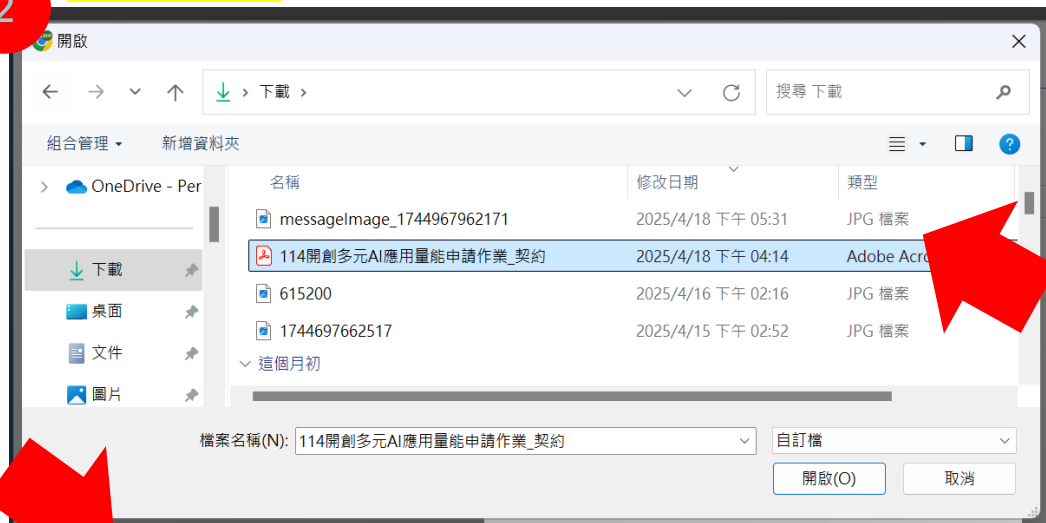 2
開啟
下載
搜尋 下載
組合管理
新增資料夾
OneDrive - Per
名稱
修改日期
類型
messageImage_1744967962171
2025/4/18 下午 05:31
JPG 檔案
下載
114開創多元AI應用量能申請作業_契約
2025/4/18 下午 04:14
Adobe Acro
桌面
615200
2025/4/16 下午 02:16
JPG 檔案
1744697662517
2025/4/15 下午 02:52
JPG 檔案
文件
這個月初
圖片
檔案名稱(N):
114開創多元AI應用量能申請作業_契約
自訂檔
開啟(O)
取消